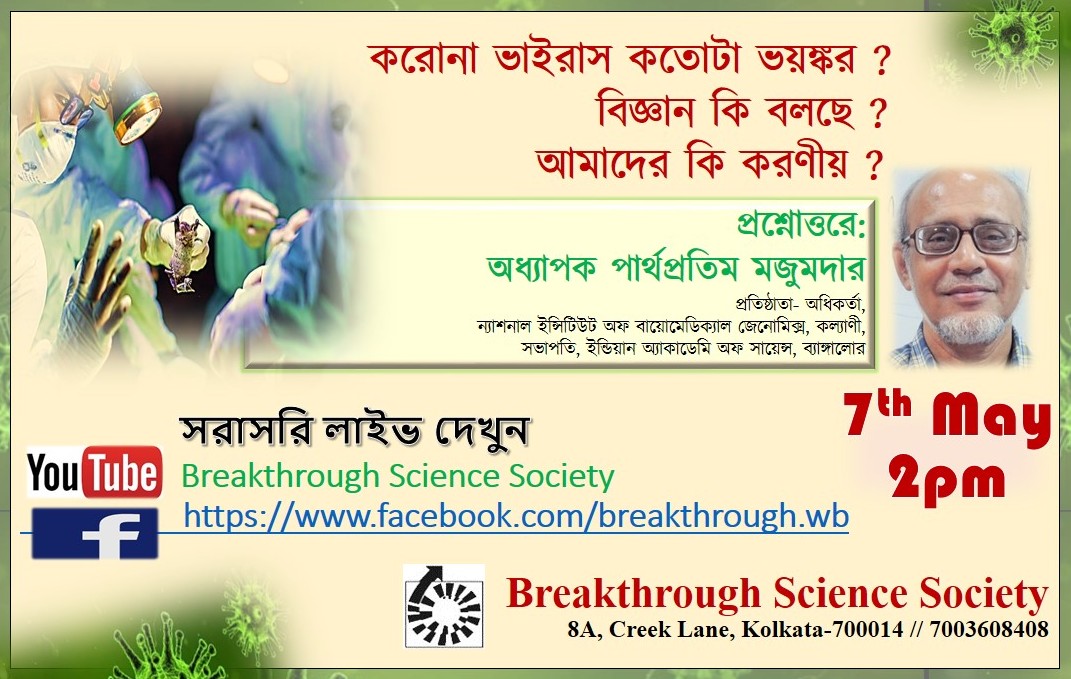 করোনা ভাইরাস কতোটা ভয়ঙ্কর ?
বিজ্ঞান কি বলছে ?
আমাদের কি করণীয় ?
প্রশ্নোত্তরে:
অধ্যাপক পার্থপ্রতিম মজুমদার
প্রতিষ্ঠাতা- অধিকর্তা,
ন্যাশনাল ইন্সিটিউট অফ বায়োমেডিক্যাল জেনোমিক্স, কল্যাণী,
সভাপতি, ইন্ডিয়ান অ্যাকাডেমি অফ সায়েন্স, ব্যাঙ্গালোর
7th May
2pm
সরাসরি লাইভ দেখুন
YouTube
Breakthrough Science Society
f
https://www.facebook.com/breakthrough.wb
Breakthrough Science Society
8A, Creek Lane, Kolkata-700014 // 7003608408